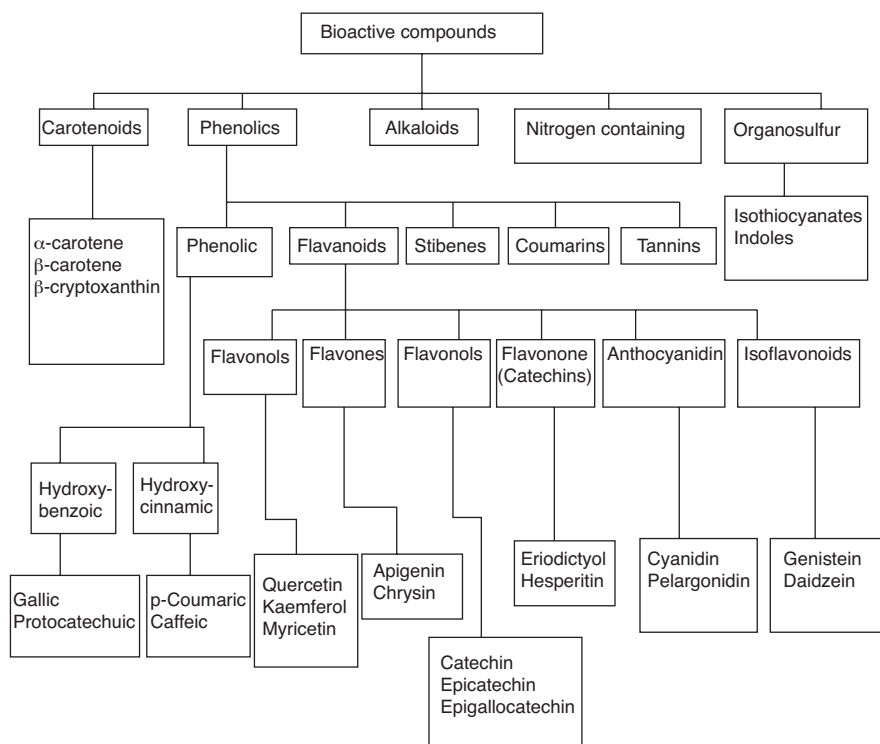 Bioactive compounds
Carotenoids
Phenolics
Alkaloids
Nitrogen containing
Organosulfur
α-carotene
β-carotene
β-cryptoxanthin
Phenolic
Flavanoids
Stibenes
Coumarins
Tannins
Isothiocyanates
Indoles
Flavonols
Flavones
Flavonols
Flavonone
(Catechins)
Anthocyanidin
Isoflavonoids
Hydroxy-
benzoic
Hydroxy-
cinnamic
Gallic
Protocatechuic
p-Coumaric
Caffeic
Quercetin
Kaemferol
Myricetin
Apigenin
Chrysin
Catechin
Epicatechin
Epigallocatechin
Eriodictyol
Hesperitin
Cyanidin
Pelargonidin
Genistein
Daidzein